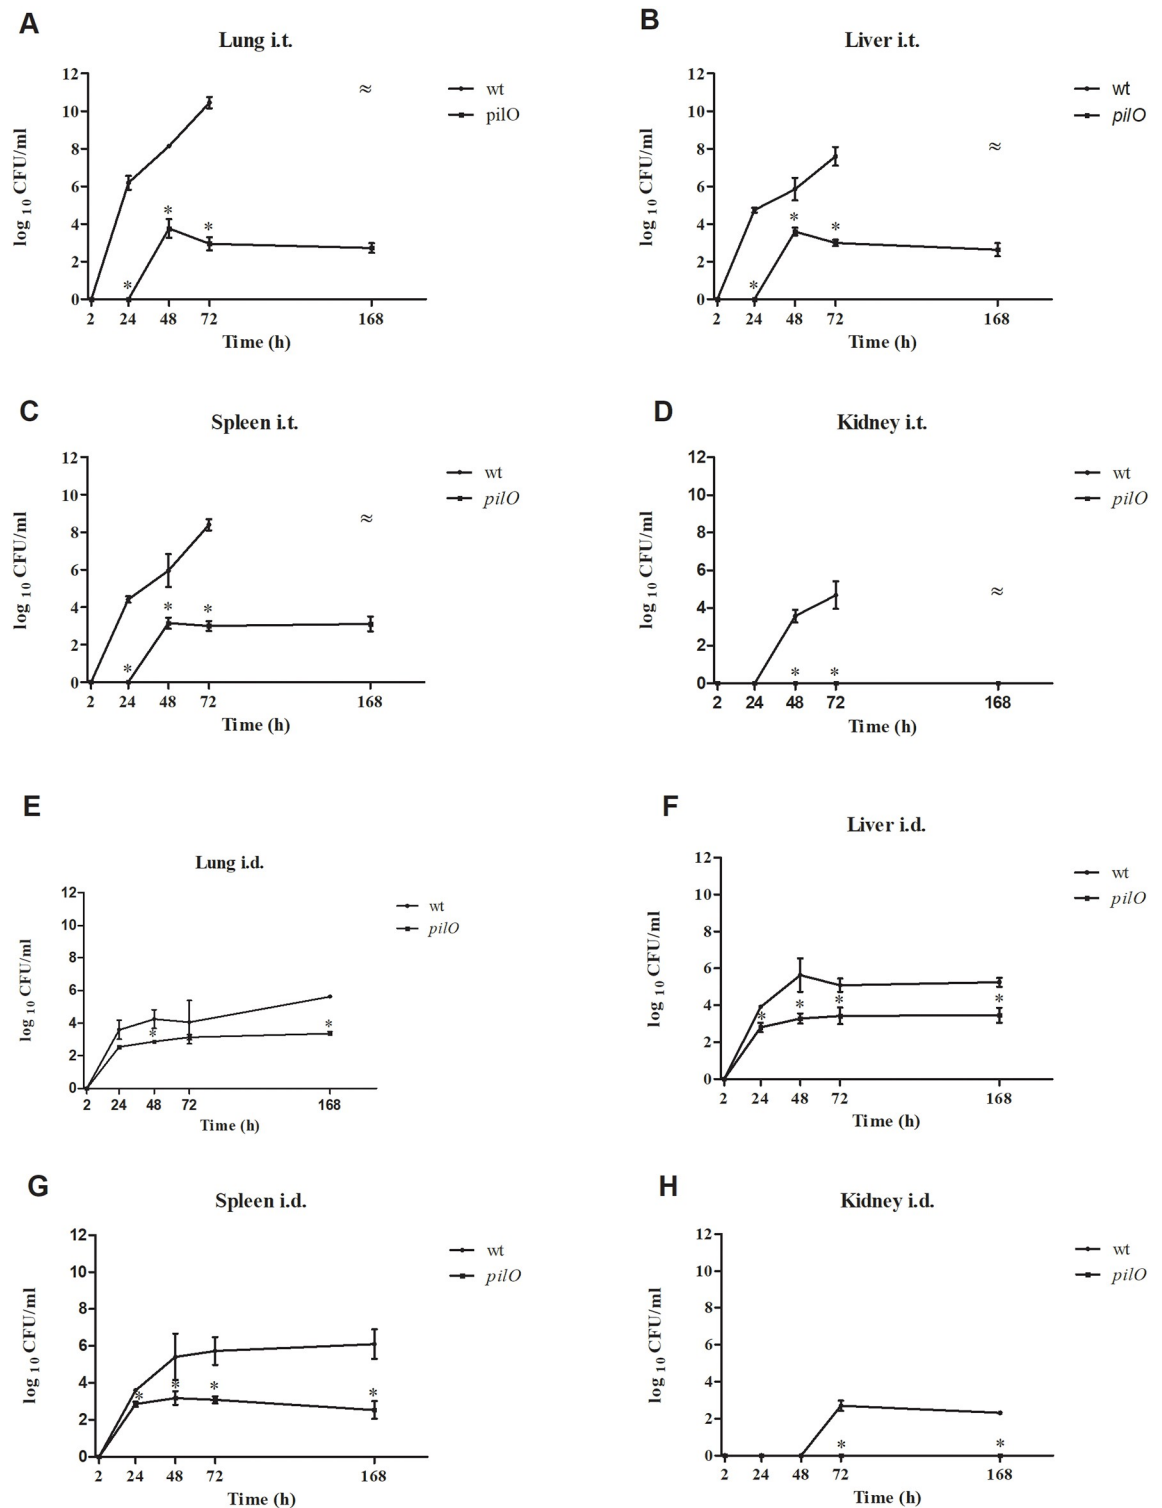 A
Lung i.t.
12
10
8
6
4
2
0
log 10 CFU/ml
*
*
*
≈
2 24 48 72 168
Time (h)
wt
pilO
B
Liver i.t.
12
10
8
6
4
2
0
log 10 CFU/ml
*
*
*
≈
2 24 48 72 168
Time (h)
wt
pilO
C
Spleen i.t.
12
10
8
6
4
2
0
log 10 CFU/ml
*
*
*
≈
2 24 48 72 168
Time (h)
wt
pilO
D
Kidney i.t.
12
10
8
6
4
2
0
log 10 CFU/ml
*
*
≈
2 24 48 72 168
Time (h)
wt
pilO
E
Lung i.d.
12
10
8
6
4
2
0
log 10 CFU/ml
*
*
2 24 48 72 168
Time (h)
wt
pilO
F
Liver i.d.
12
10
8
6
4
2
0
log 10 CFU/ml
*
*
*
*
2 24 48 72 168
Time (h)
wt
pilO
G
Spleen i.d.
12
10
8
6
4
2
0
log 10 CFU/ml
*
*
*
*
2 24 48 72 168
Time (h)
wt
pilO
H
Kidney i.d.
12
10
8
6
4
2
0
log 10 CFU/ml
*
*
2 24 48 72 168
Time (h)
wt
pilO